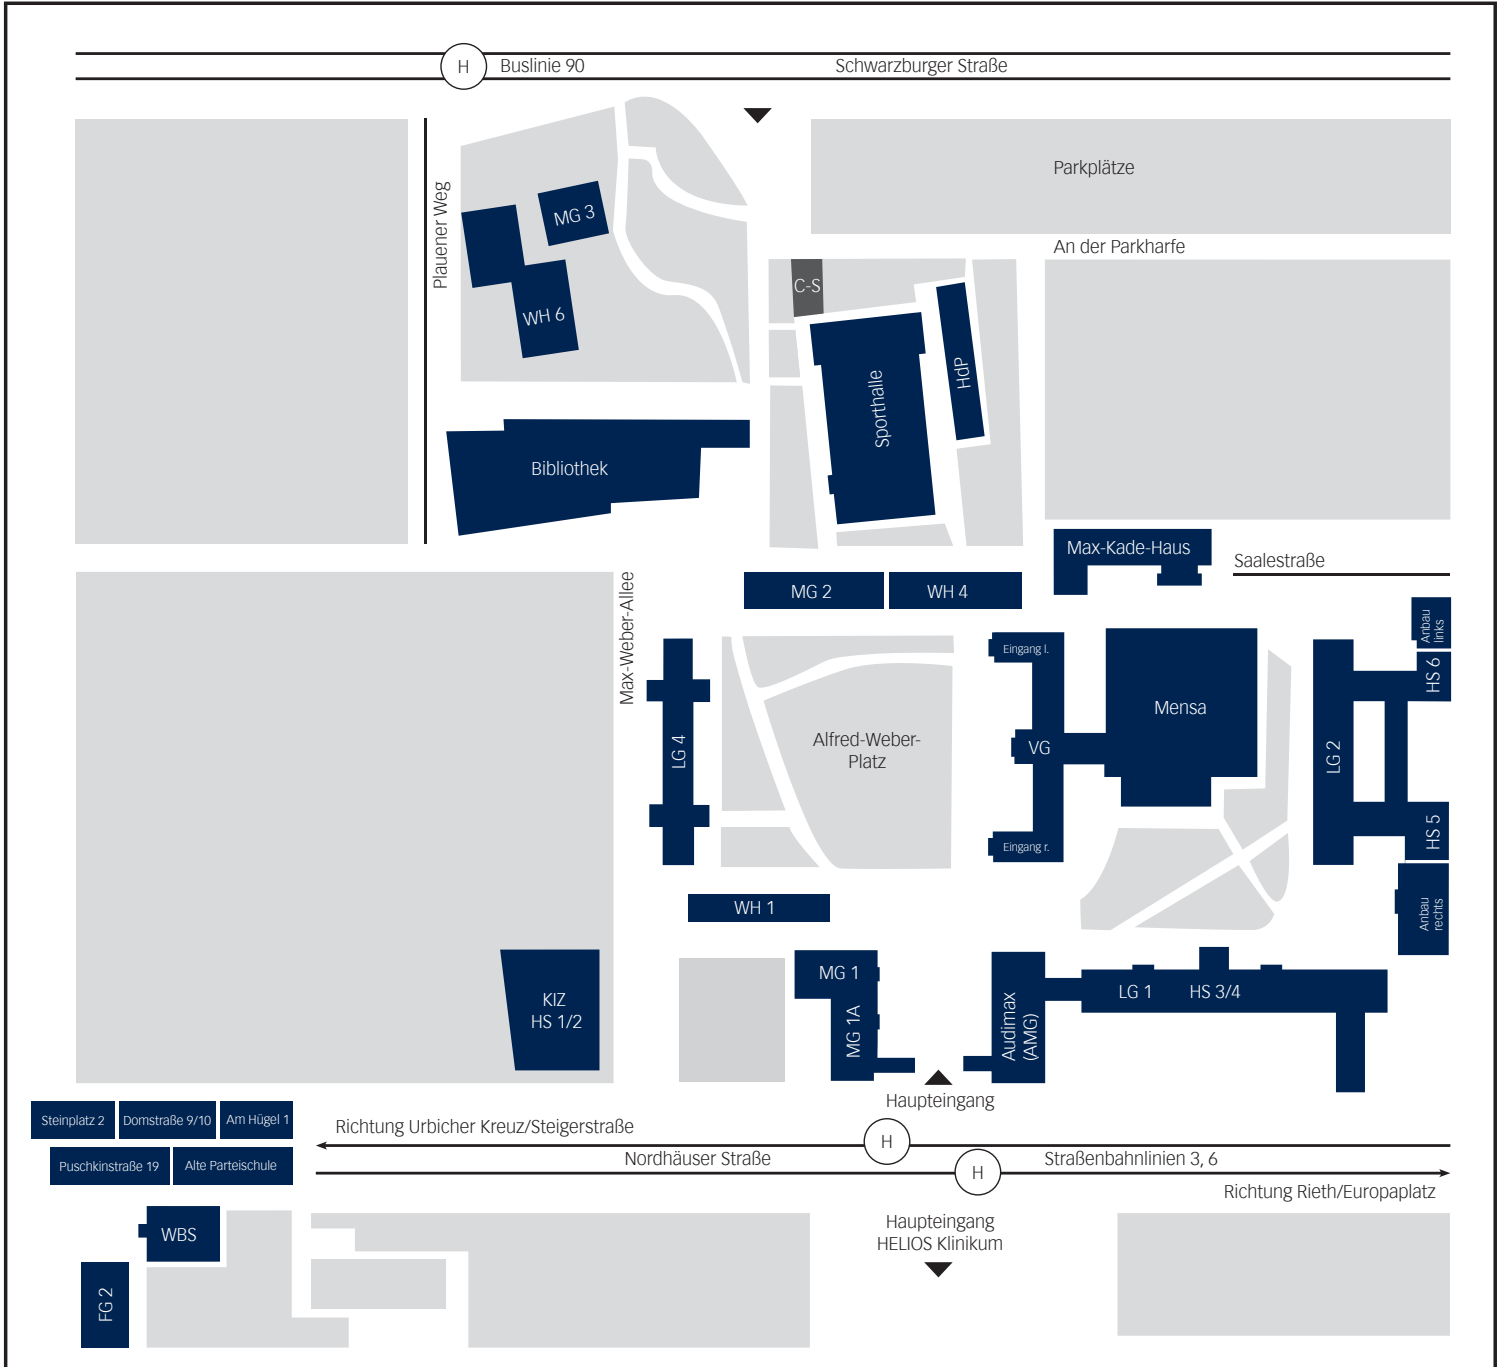 H
Buslinie 90
Schwarzburger Straße
Parkplätze
An der Parkharfe
Plauener Weg
MG 3
WH 6
C-S
Sporthalle
HdP
Bibliothek
Max-Kade-Haus
Saalestraße
MG 2
WH 4
Max-Weber-Allee
LG 4
Alfred-Weber-
Platz
Eingang l.
VG
Eingang r.
Mensa
LG 2
Anbau
links
HS 6
HS 5
Anbau
rechts
WH 1
MG 1
MG 1A
KIZ
HS 1/2
Audimax
(AMG)
LG 1
HS 3/4
Haupteingang
Steinplatz 2
Domstraße 9/10
Am Hügel 1
Puschkinstraße 19
Alte Parteischule
Richtung Urbicher Kreuz/Steigerstraße
H
Nordhäuser Straße
H
Straßenbahnlinien 3, 6
Richtung Rieth/Europaplatz
Haupteingang
HELIOS Klinikum
WBS
FG 2